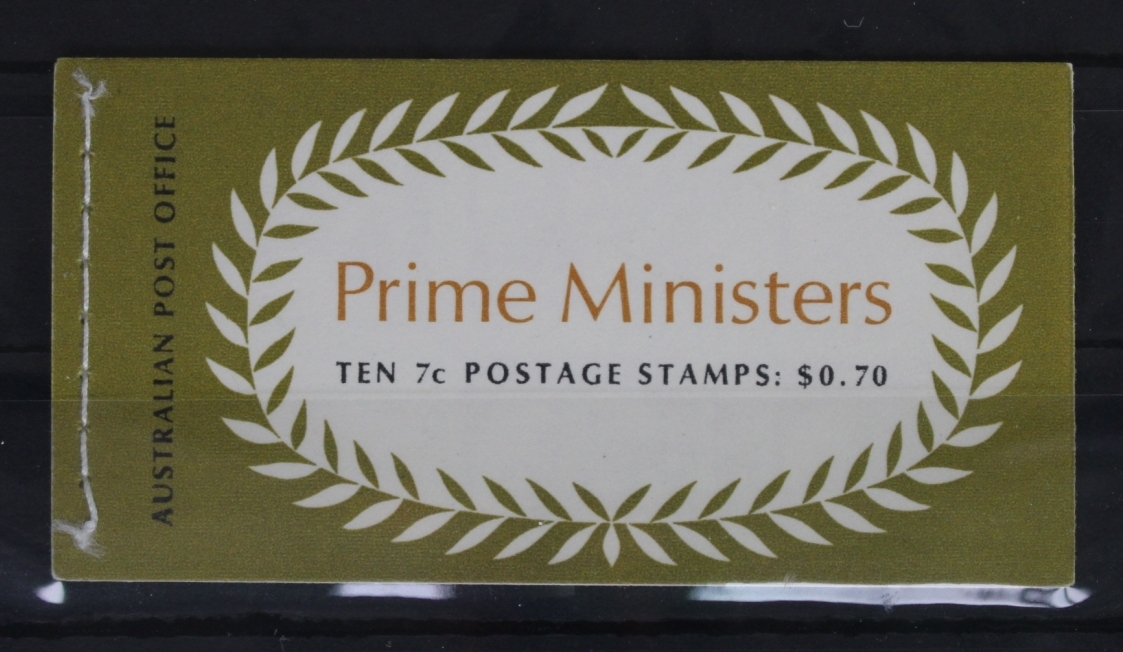 AUSTRALIAN POST OFFICE
Prime Ministers
TEN 7c POSTAGE STAMPS: $0.70